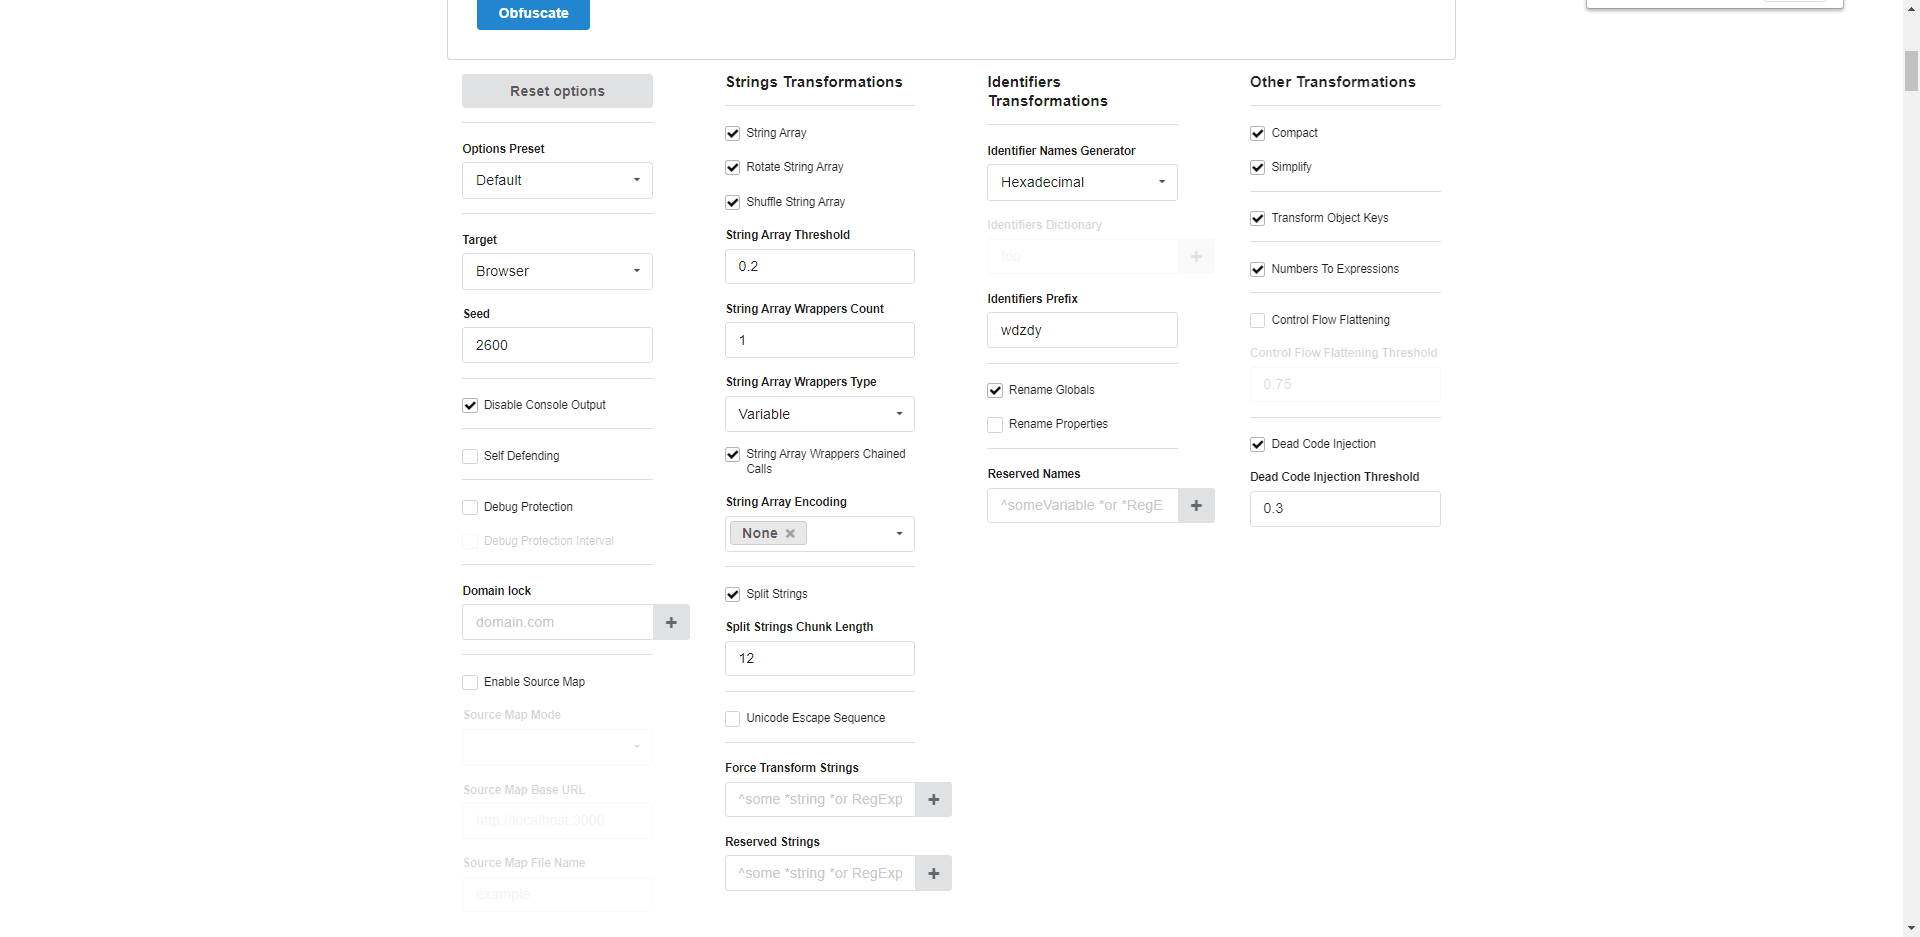 Obfuscate
Reset options
Options Preset
Default
Target
Browser
Seed
2600
Disable Console Output
Self Defending
Debug Protection
Debug Protection Interval
Domain lock
domain.com
Enable Source Map
Source Map Mode
Source Map Base URL
http://localhost:3000
Source Map File Name
example
Strings Transformations
String Array
Rotate String Array
Shuffle String Array
String Array Threshold
0.2
String Array Wrappers Count
1
String Array Wrappers Type
Variable
String Array Wrappers Chained
Calls
String Array Encoding
None
Split Strings
Split Strings Chunk Length
12
Unicode Escape Sequence
Force Transform Strings
^some *string *or RegExp
Reserved Strings
^some *string *or RegExp
Identifiers
Transformations
Identifier Names Generator
Hexadecimal
Identifiers Dictionary
foo
Identifiers Prefix
wdzdy
Rename Globals
Rename Properties
Reserved Names
^someVariable *or *RegE
Other Transformations
Compact
Simplify
Transform Object Keys
Numbers To Expressions
Control Flow Flattening
Control Flow Flattening Threshold
0.75
Dead Code Injection
Dead Code Injection Threshold
0.3